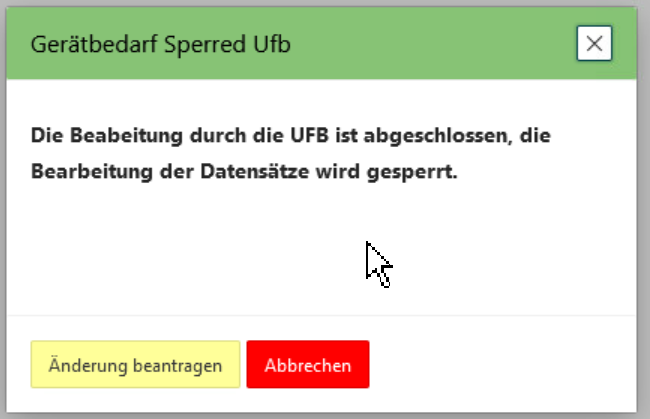 Gerätbedarf Sperred Ufb
Die Beabeitung durch die UFB ist abgeschlossen, die
Bearbeitung der Datensätze wird gesperrt.
Änderung beantragen
Abbrechen